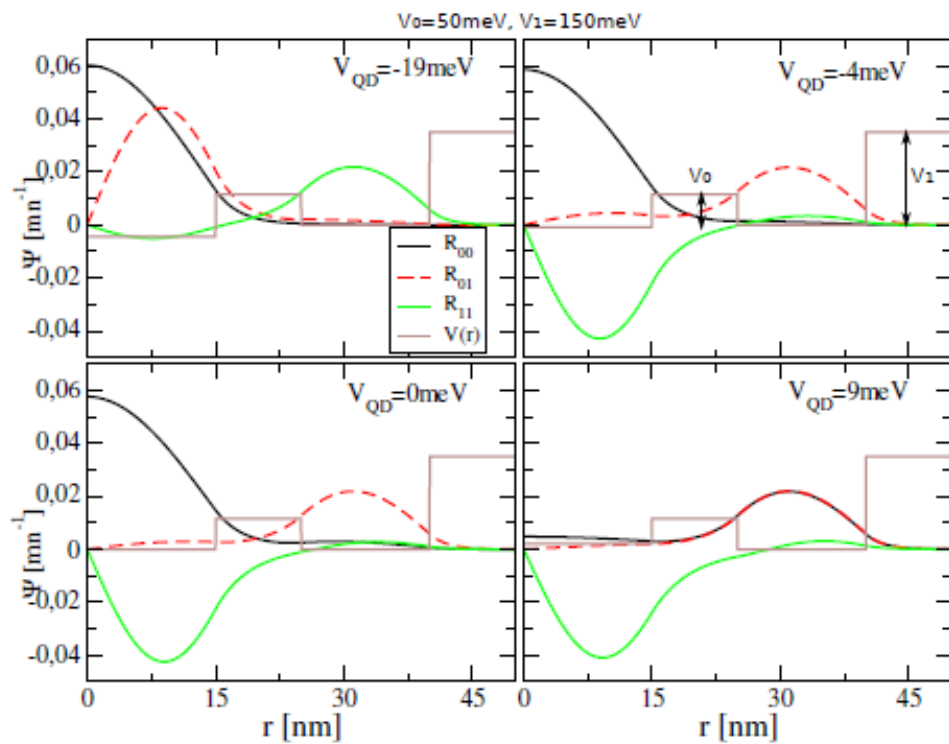 V₀=50meV, V₁=150meV
V_QD=-19meV
V_QD=-4meV
0,06
0,04
0,02
0
-0,02
-0,04
Ψ [mn⁻¹]
R₀₀
R₀₁
R₁₁
V(r)
V₀
V₁
V_QD=0meV
V_QD=9meV
0,06
0,04
0,02
0
-0,02
-0,04
Ψ [mn⁻¹]
0 15 30 45
0 15 30 45
r [nm]
r [nm]